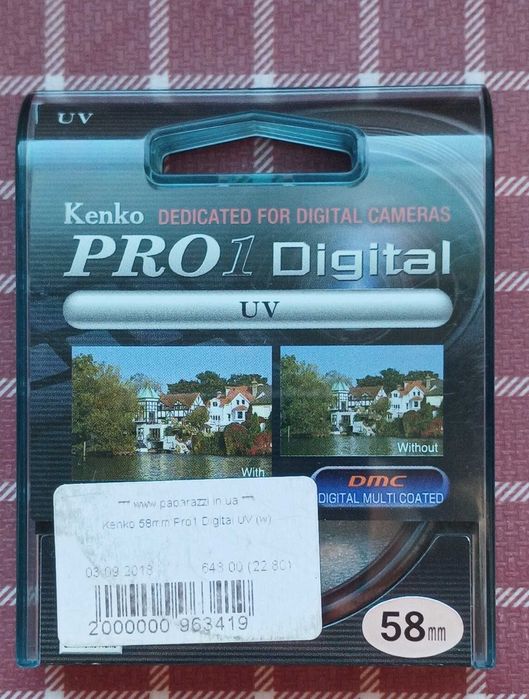 UV
Kenko DEDICATED FOR DIGITAL CAMERAS
PRO1 Digital
UV
With
Without
DMC
DIGITAL MULTI COATED
www.paparazzi.in.ua
Kenko 58mm Pro1 Digital UV (w)
03.09.2018 648.00 (22.80)
2000000 963419
58mm